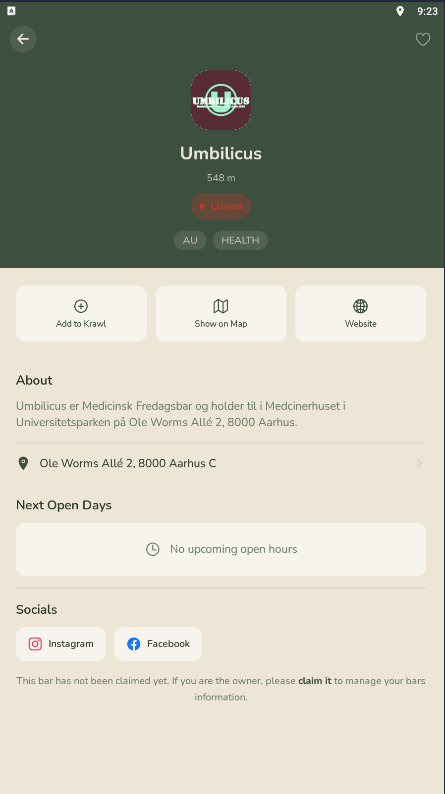 A
9:23
UMBILICUS
Umbilicus
548 m
Closed
AU
HEALTH
Add to Krawl
Show on Map
Website
About
Umbilicus er Medicinsk Fredagsbar og holder til i Medcinerhuset i
Universitetsparken på Ole Worms Allé 2, 8000 Aarhus.
Ole Worms Allé 2, 8000 Aarhus C
Next Open Days
No upcoming open hours
Socials
Instagram
Facebook
This bar has not been claimed yet. If you are the owner, please claim it to manage your bars
information.